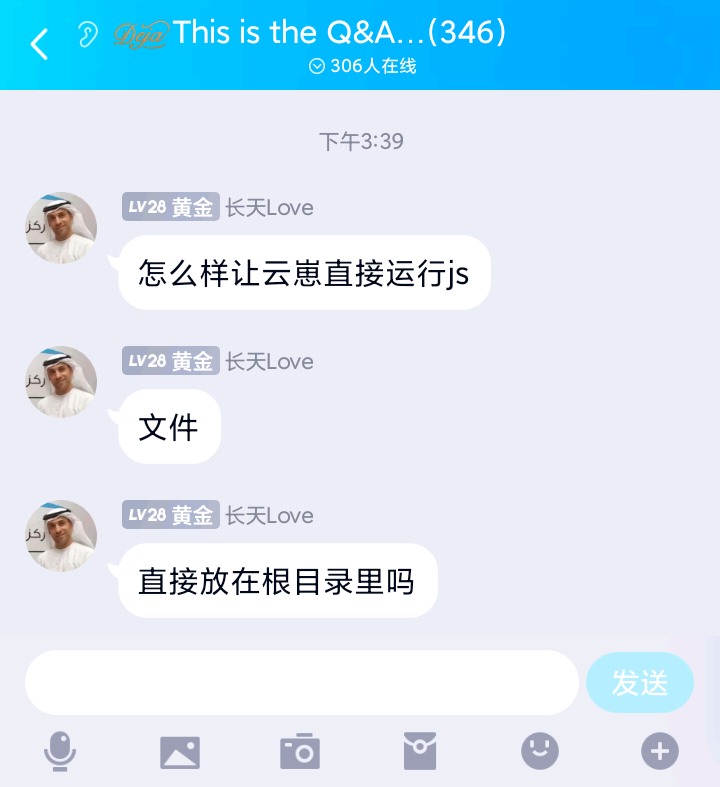 Deja This is the Q&A...(346)
306人在线
下午3:39
LV28 黄金 长天Love
怎么样让云崽直接运行js
LV28 黄金 长天Love
文件
LV28 黄金 长天Love
直接放在根目录里吗
发送